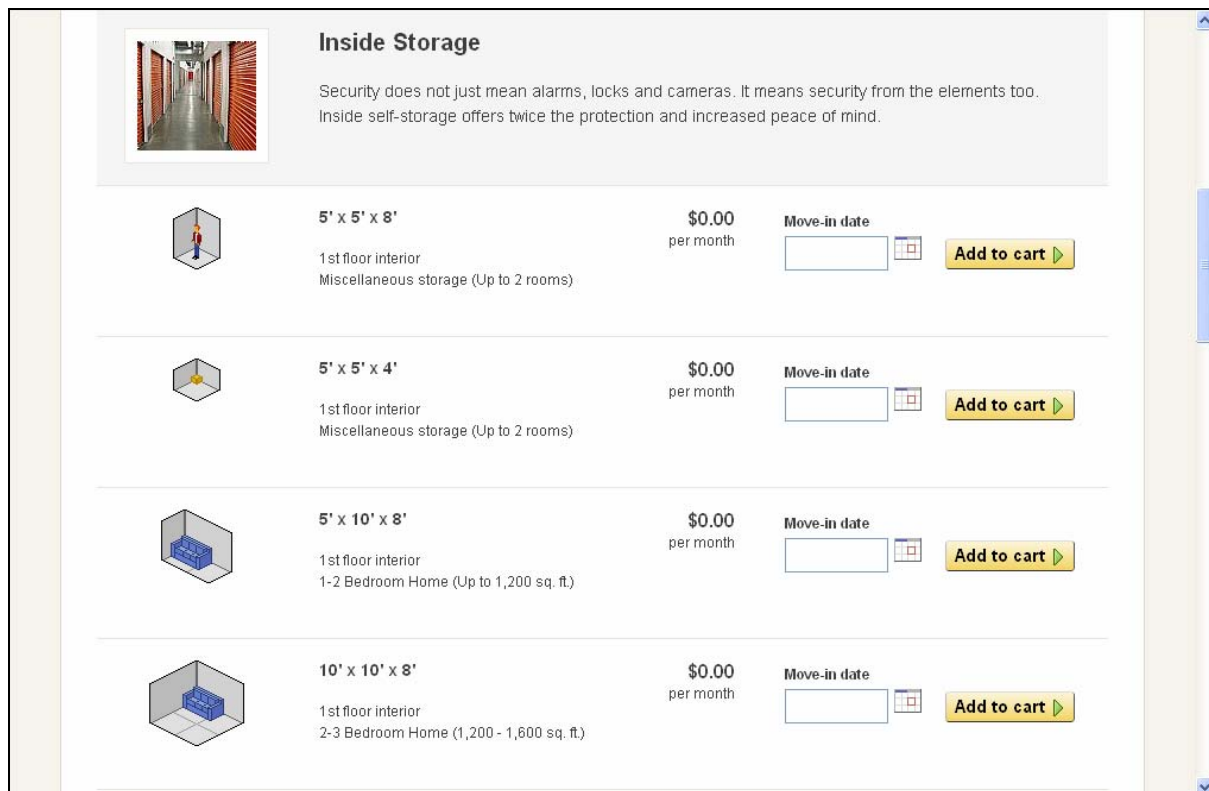 Inside Storage
Security does not just mean alarms, locks and cameras. It means security from the elements too.
Inside self-storage offers twice the protection and increased peace of mind.
5' x 5' x 8'
1st floor interior
Miscellaneous storage (Up to 2 rooms)
$0.00
per month
Move-in date
Add to cart
5' x 5' x 4'
1st floor interior
Miscellaneous storage (Up to 2 rooms)
$0.00
per month
Move-in date
Add to cart
5' x 10' x 8'
1st floor interior
1-2 Bedroom Home (Up to 1,200 sq. ft.)
$0.00
per month
Move-in date
Add to cart
10' x 10' x 8'
1st floor interior
2-3 Bedroom Home (1,200 - 1,600 sq. ft.)
$0.00
per month
Move-in date
Add to cart